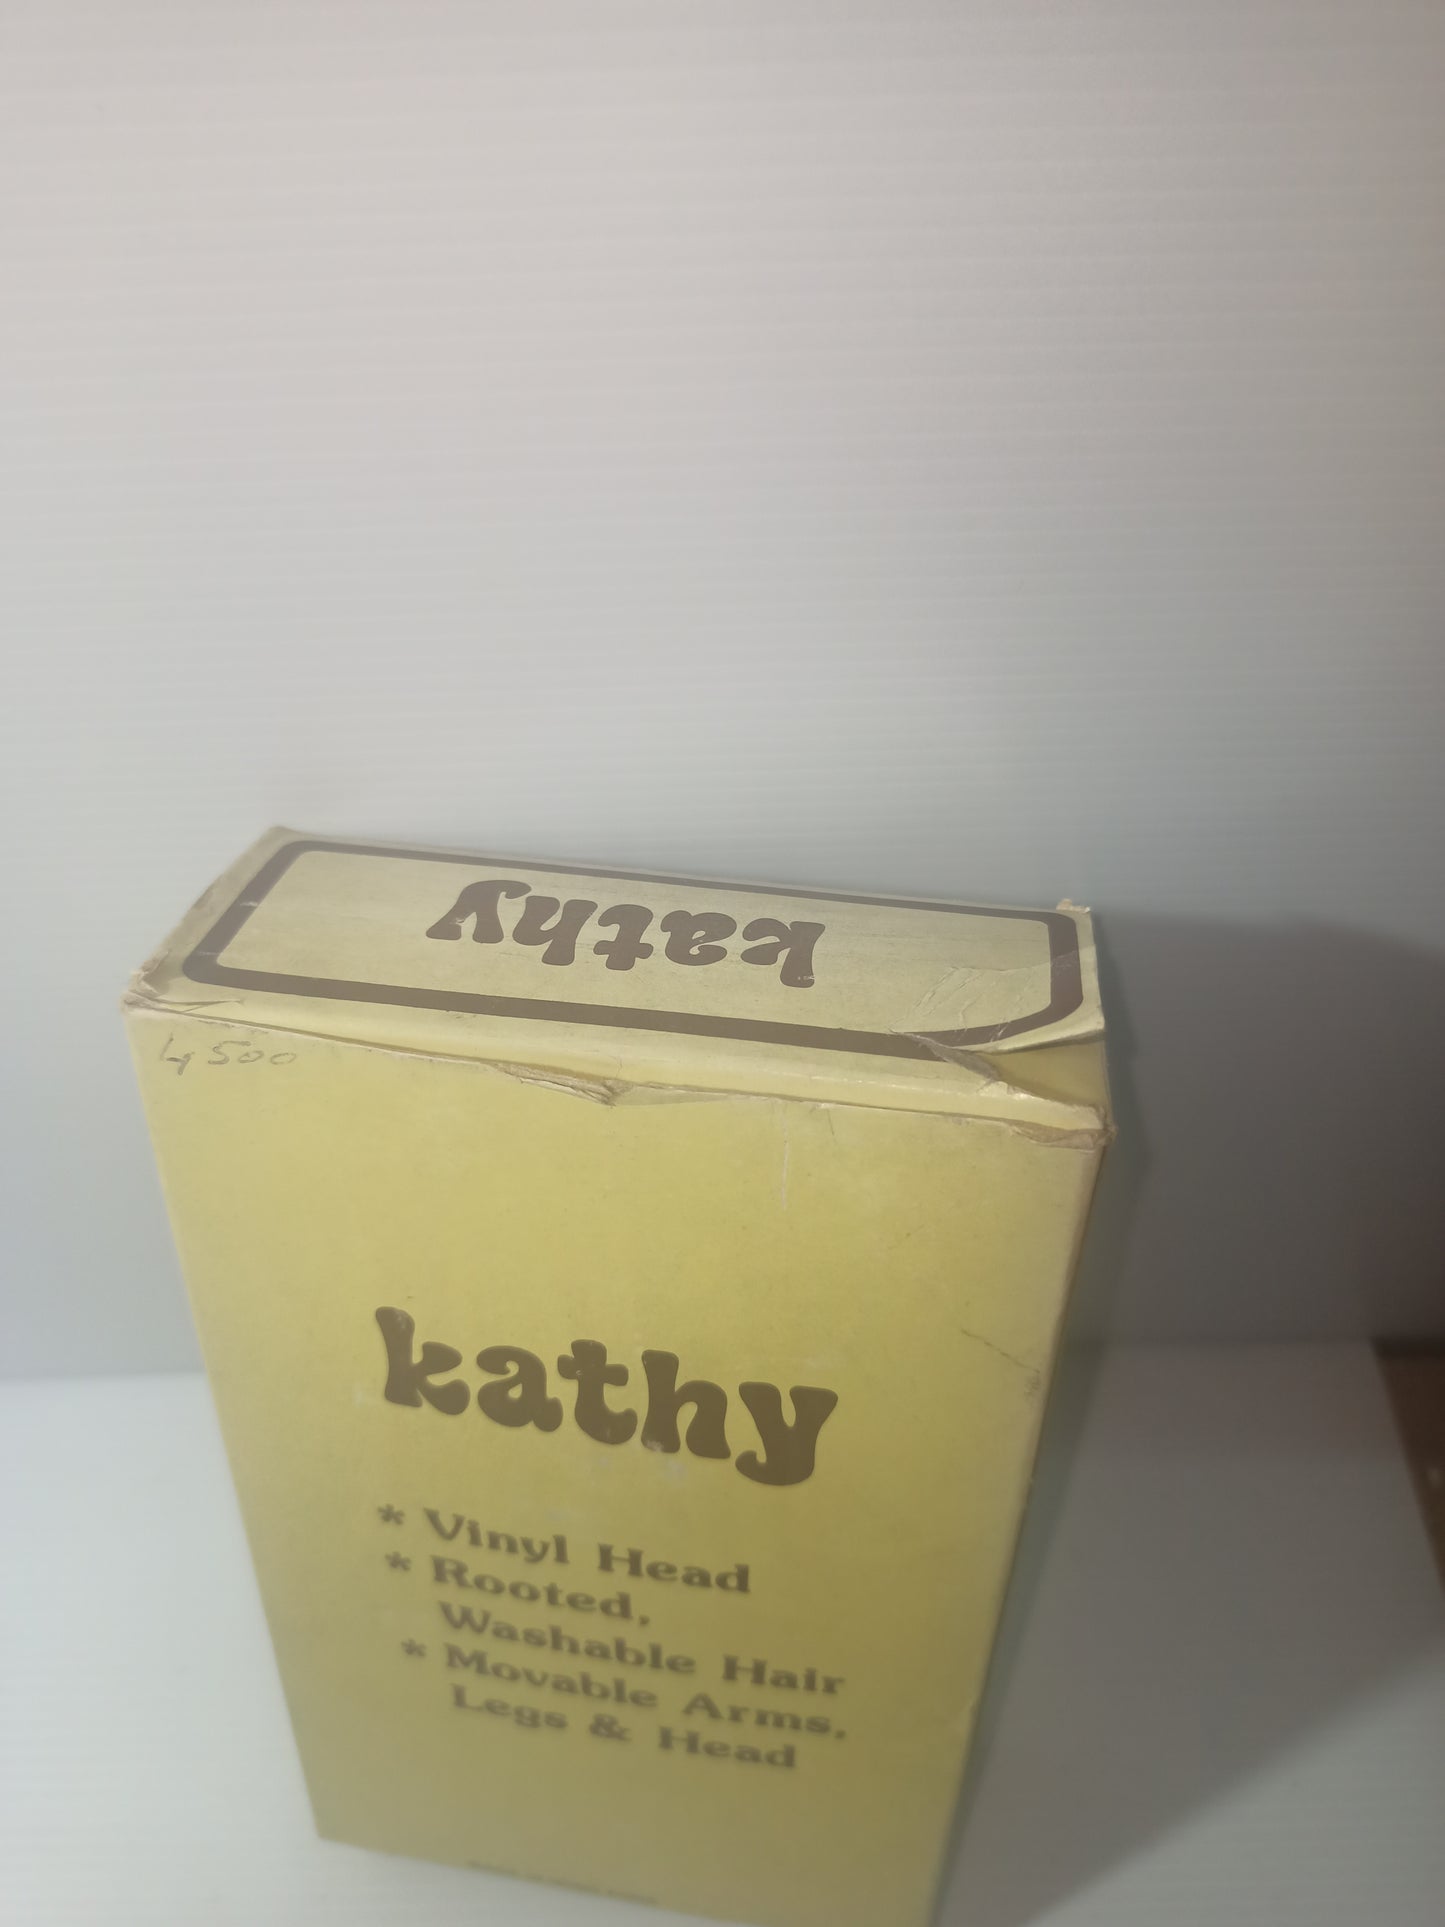 kathy
4500
kathy
* Vinyl Head
* Rooted,
Washable Hair
* Movable Arms,
Legs & Head